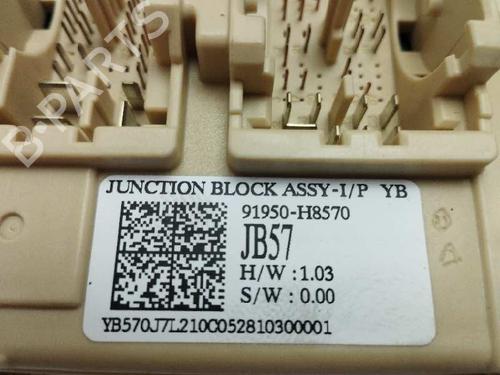 B-PARTS
JUNCTION BLOCK ASSY-I/P YB
91950-H8570
JB57
H/W : 1.03
S/W : 0.00
YB570J7L210C052810300001